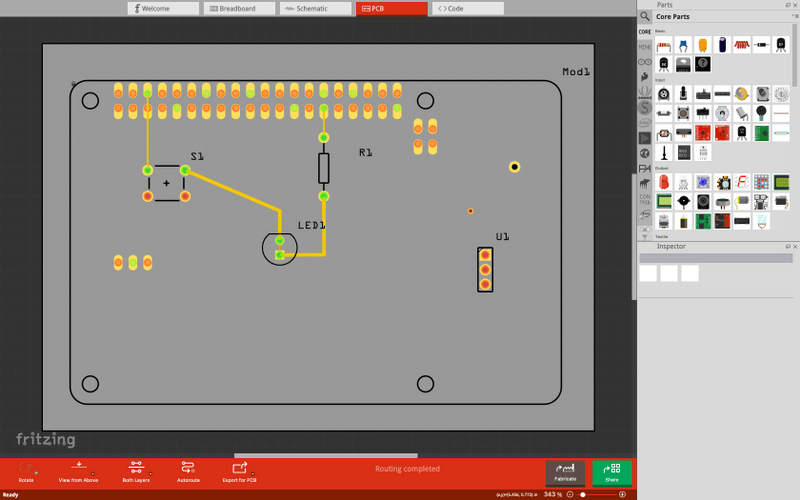 Welcome
Breadboard
Schematic
PCB
Code
Parts
Core Parts
CORE
MINE
Basic
Input
Output
Mod1
S1
R1
LED1
U1
Inspector
fritzing
Rotate
View from Above
Both Layers
Autoroute
Export for PCB
Routing completed
Fabricate
Share
Ready
343 %